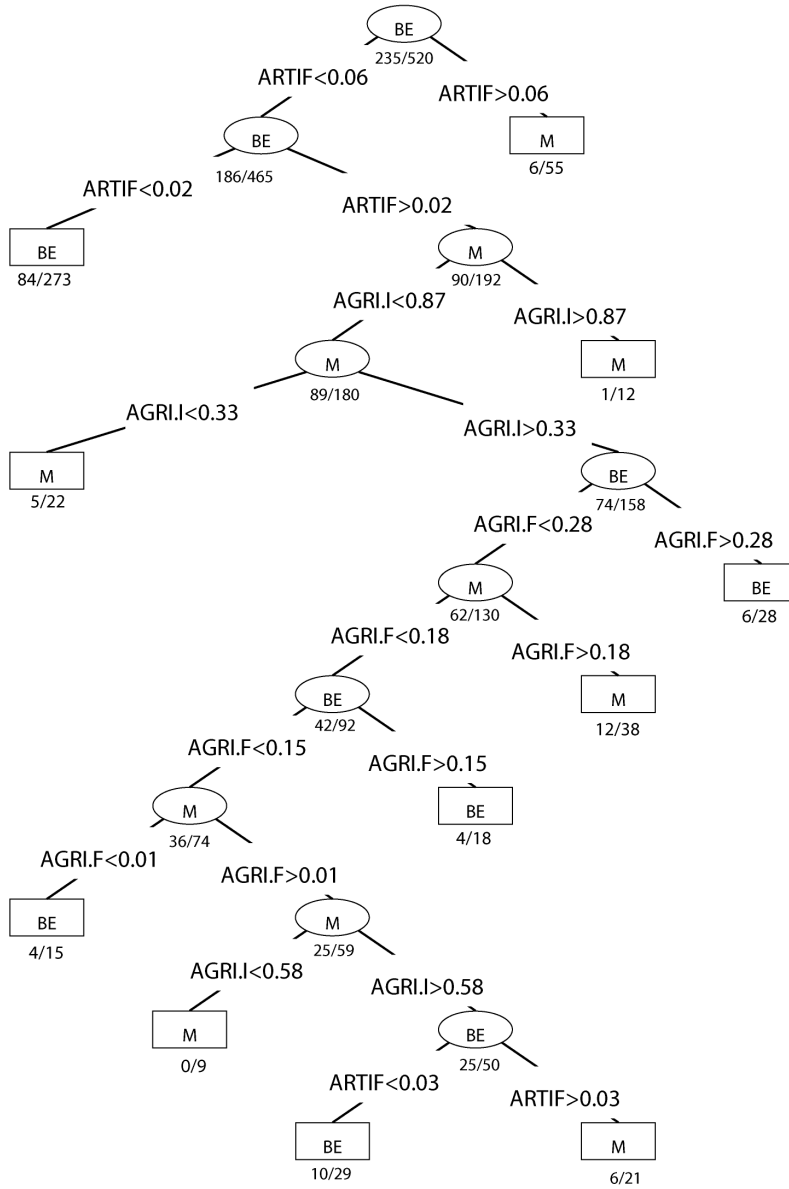 BE
235/520
ARTIF<0.06
ARTIF>0.06
BE
186/465
M
6/55
ARTIF<0.02
ARTIF>0.02
BE
84/273
M
90/192
AGRI.I<0.87
AGRI.I>0.87
M
89/180
M
1/12
AGRI.I<0.33
AGRI.I>0.33
M
5/22
BE
74/158
AGRI.F<0.28
AGRI.F>0.28
M
62/130
BE
6/28
AGRI.F<0.18
AGRI.F>0.18
BE
42/92
M
12/38
AGRI.F<0.15
AGRI.F>0.15
M
36/74
BE
4/18
AGRI.F<0.01
AGRI.F>0.01
BE
4/15
M
25/59
AGRI.I<0.58
AGRI.I>0.58
M
0/9
BE
25/50
ARTIF<0.03
ARTIF>0.03
BE
10/29
M
6/21